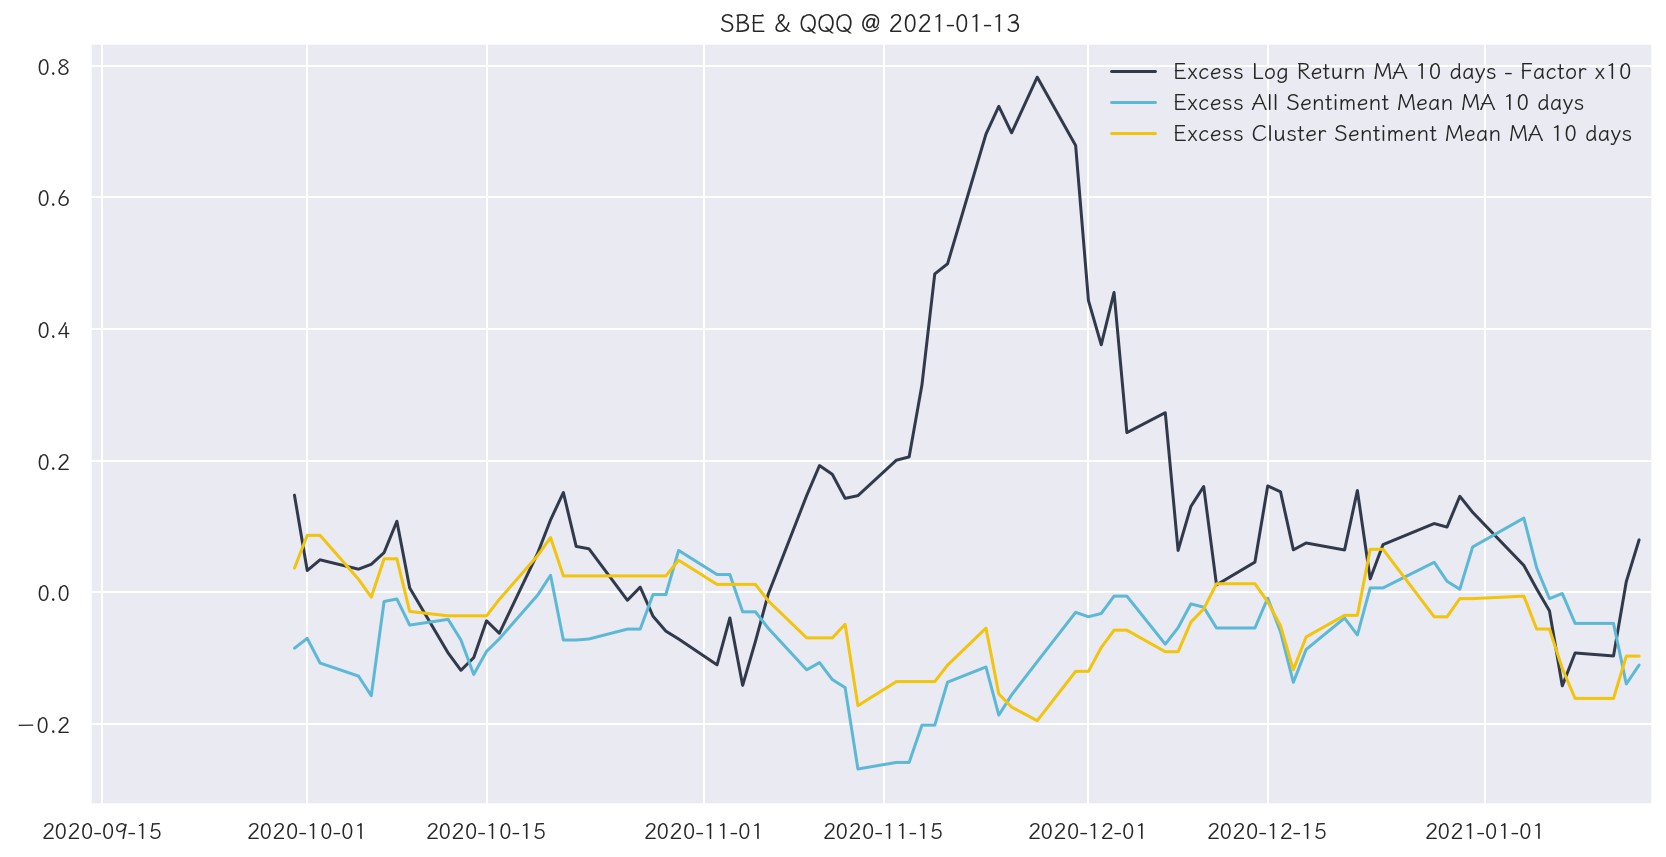 SBE & QQQ @ 2021-01-13
Excess Log Return MA 10 days - Factor x10
Excess All Sentiment Mean MA 10 days
Excess Cluster Sentiment Mean MA 10 days
0.8
0.6
0.4
0.2
0.0
−0.2
2020-09-15 2020-10-01 2020-10-15 2020-11-01 2020-11-15 2020-12-01 2020-12-15 2021-01-01